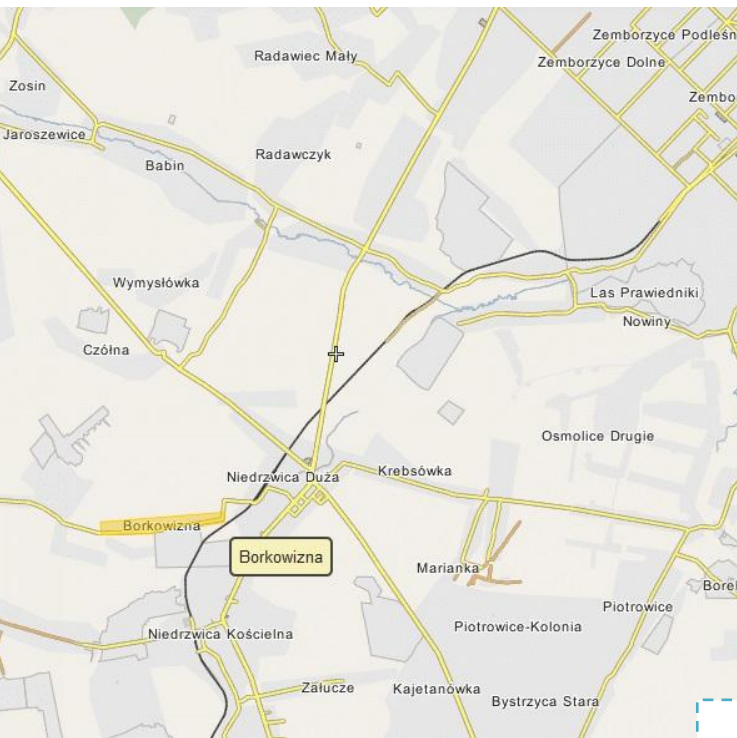 Zemborzyce Podleśn
Radawiec Mały
Zemborzyce Dolne
Zosin
Zembo
Jaroszewice
Radawczyk
Babin
Wymysłówka
Las Prawiedniki
Nowiny
Czółna
Osmolice Drugie
Niedrzwica Duża
Krebsówka
Borkowizna
Borkowizna
Marianka
Borek
Piotrowice
Piotrowice-Kolonia
Niedrzwica Kościelna
Załucze
Kajetanówka
Bystrzyca Stara